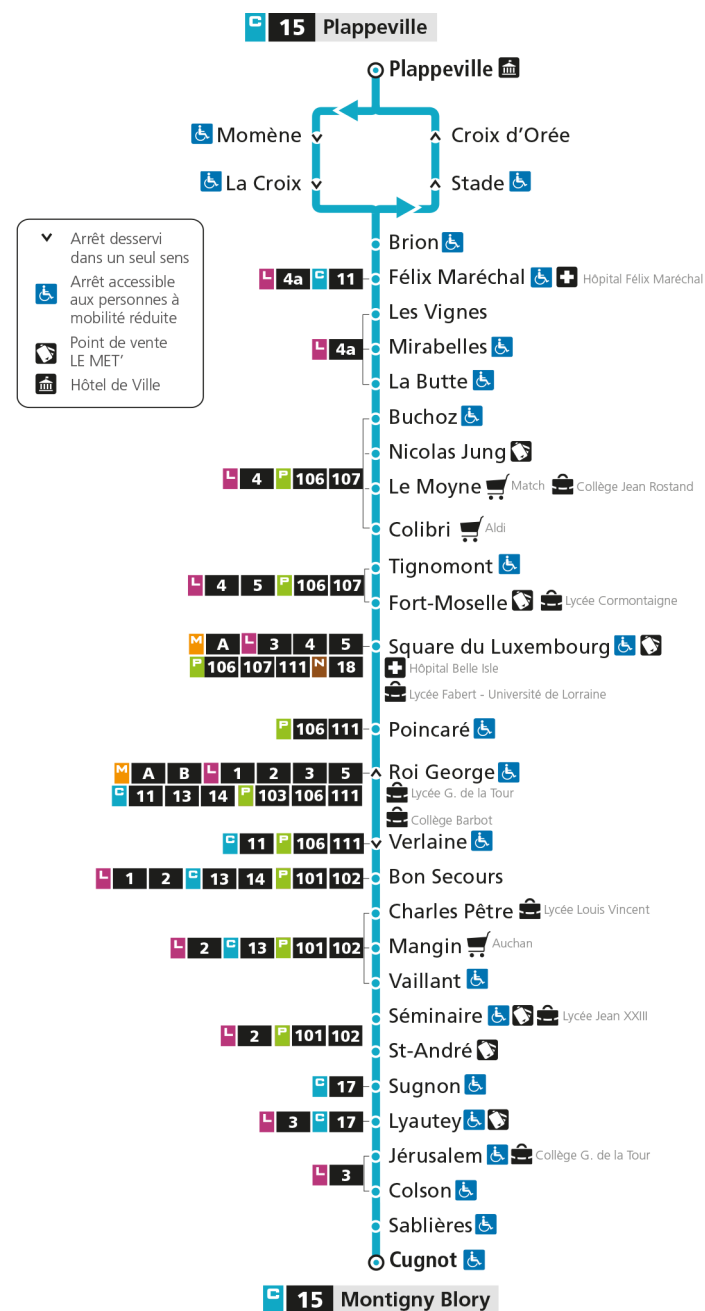 C 15 Plappeville
Plappeville
Momène
Croix d'Orée
La Croix
Stade
Arrêt desservi
dans un seul sens
Arrêt accessible
aux personnes à
mobilité réduite
Point de vente
LE MET'
Hôtel de Ville
Brion
L 4a C 11 Félix Maréchal Hôpital Félix Maréchal
Les Vignes
L 4a Mirabelles
La Butte
Buchoz
Nicolas Jung
L 4 P 106 107 Le Moyne Match Collège Jean Rostand
Colibri Aldi
Tignomont
L 4 5 P 106 107
Fort-Moselle Lycée Cormontaigne
M A L 3 4 5 Square du Luxembourg
P 106 107 111 N 18 Hôpital Belle Isle
Lycée Fabert - Université de Lorraine
P 106 111 Poincaré
M A B L 1 2 3 5 Roi George
C 11 13 14 P 103 106 111 Lycée G. de la Tour
Collège Barbot
C 11 P 106 111 Verlaine
L 1 2 C 13 14 P 101 102 Bon Secours
Charles Pêtre Lycée Louis Vincent
L 2 C 13 P 101 102 Mangin Auchan
Vaillant
Séminaire Lycée Jean XXIII
L 2 P 101 102
St-André
C 17 Sugnon
L 3 C 17 Lyautey
Jérusalem Collège G. de la Tour
L 3
Colson
Sablières
Cugnot
C 15 Montigny Blory